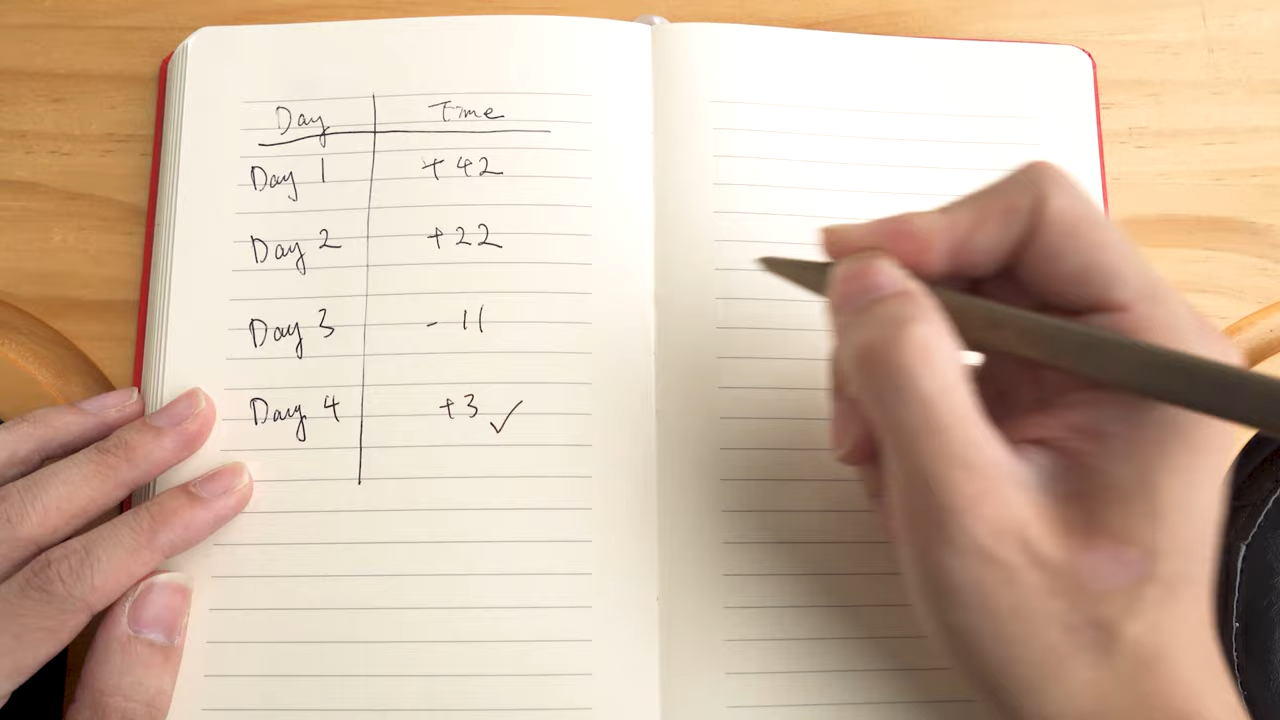 Day Time
Day 1 +42
Day 2 +22
Day 3 - 11
Day 4 +3 ✓